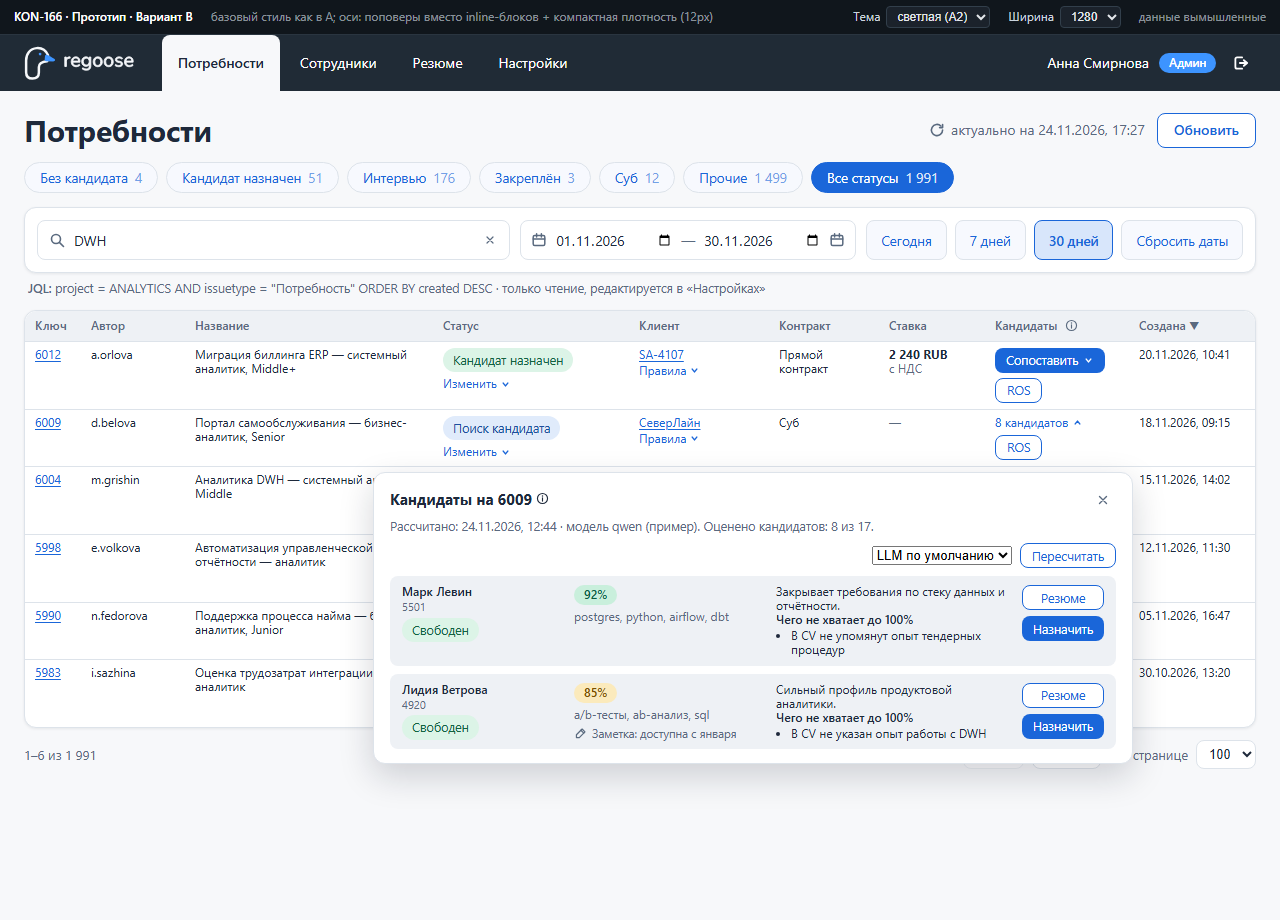 KON-166 · Прототип · Вариант B базовый стиль как в A; оси: поповеры вместо inline-блоков + компактная плотность (12px) Тема светлая (A2) Ширина 1280 данные вымышленные
regoose Потребности Сотрудники Резюме Настройки Анна Смирнова Админ
Потребности актуально на 24.11.2026, 17:27 Обновить
Без кандидата 4 Кандидат назначен 51 Интервью 176 Закреплён 3 Суб 12 Прочие 1 499 Все статусы 1 991
DWH 01.11.2026 — 30.11.2026 Сегодня 7 дней 30 дней Сбросить даты
JQL: project = ANALYTICS AND issuetype = "Потребность" ORDER BY created DESC · только чтение, редактируется в «Настройках»
Ключ Автор Название Статус Клиент Контракт Ставка Кандидаты Создана ▼
6012 a.orlova Миграция биллинга ERP — системный Кандидат назначен SA-4107 Прямой 2 240 RUB Сопоставить 20.11.2026, 10:41
аналитик, Middle+ Изменить Правила контракт с НДС ROS
6009 d.belova Портал самообслуживания — бизнес- Поиск кандидата СеверЛайн Суб — 8 кандидатов 18.11.2026, 09:15
аналитик, Senior Изменить Правила ROS
6004 m.grishin Аналитика DWH — системный 15.11.2026, 14:02
Middle
5998 e.volkova Автоматизация управленческой 12.11.2026, 11:30
отчётности — аналитик
5990 n.fedorova Поддержка процесса найма — 05.11.2026, 16:47
аналитик, Junior
5983 i.sazhina Оценка трудозатрат интеграции 30.10.2026, 13:20
аналитик
Кандидаты на 6009
Рассчитано: 24.11.2026, 12:44 · модель qwen (пример). Оценено кандидатов: 8 из 17.
LLM по умолчанию Пересчитать
Марк Левин 92% Закрывает требования по стеку данных и Резюме
5501 postgres, python, airflow, dbt отчётности.
Свободен Чего не хватает до 100% Назначить
• В CV не упомянут опыт тендерных
процедур
Лидия Ветрова 85% Сильный профиль продуктовой Резюме
4920 a/b-тесты, ab-анализ, sql аналитики.
Свободен Заметка: доступна с января Чего не хватает до 100% Назначить
• В CV не указан опыт работы с DWH
1–6 из 1 991 странице 100